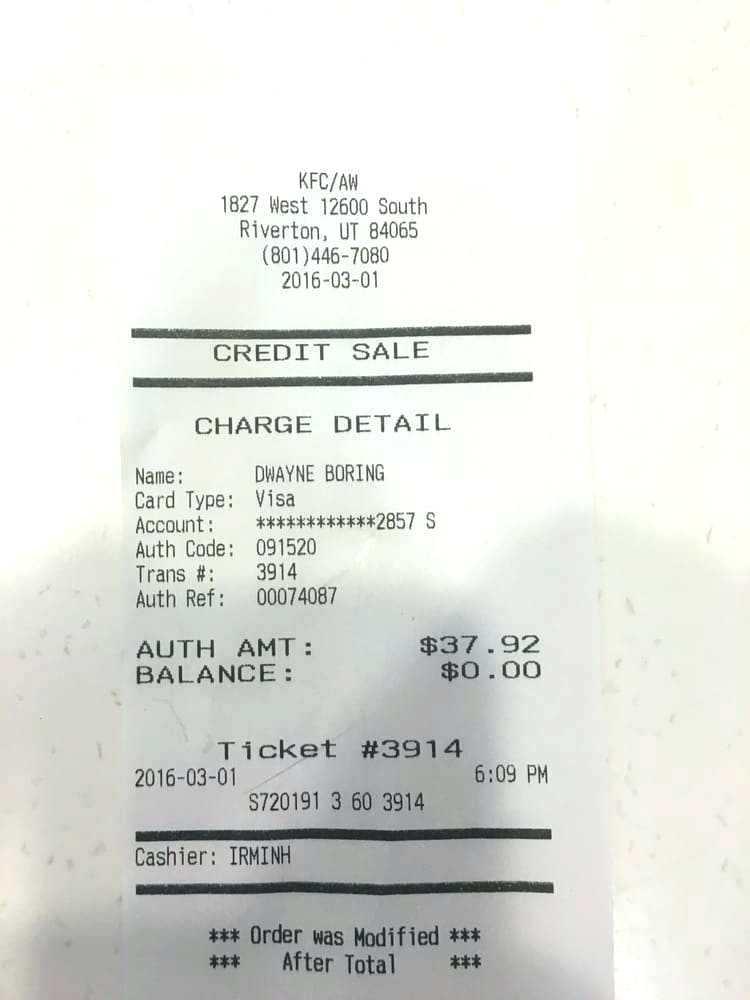 KFC/AW
1827 West 12600 South
Riverton, UT 84065
(801)446-7080
2016-03-01
CREDIT SALE
CHARGE DETAIL
Name: DWAYNE BORING
Card Type: Visa
Account: ************2857 S
Auth Code: 091520
Trans #: 3914
Auth Ref: 00074087
AUTH AMT: $37.92
BALANCE: $0.00
Ticket #3914
2016-03-01 6:09 PM
S720191 3 60 3914
Cashier: IRMINH
*** Order was Modified ***
*** After Total ***